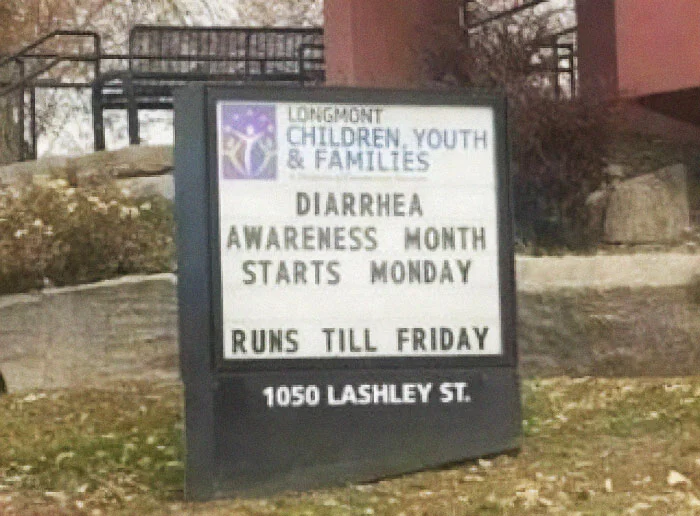 LONGMONT
CHILDREN, YOUTH
& FAMILIES
DIARRHEA
AWARENESS MONTH
STARTS MONDAY
RUNS TILL FRIDAY
1050 LASHLEY ST.